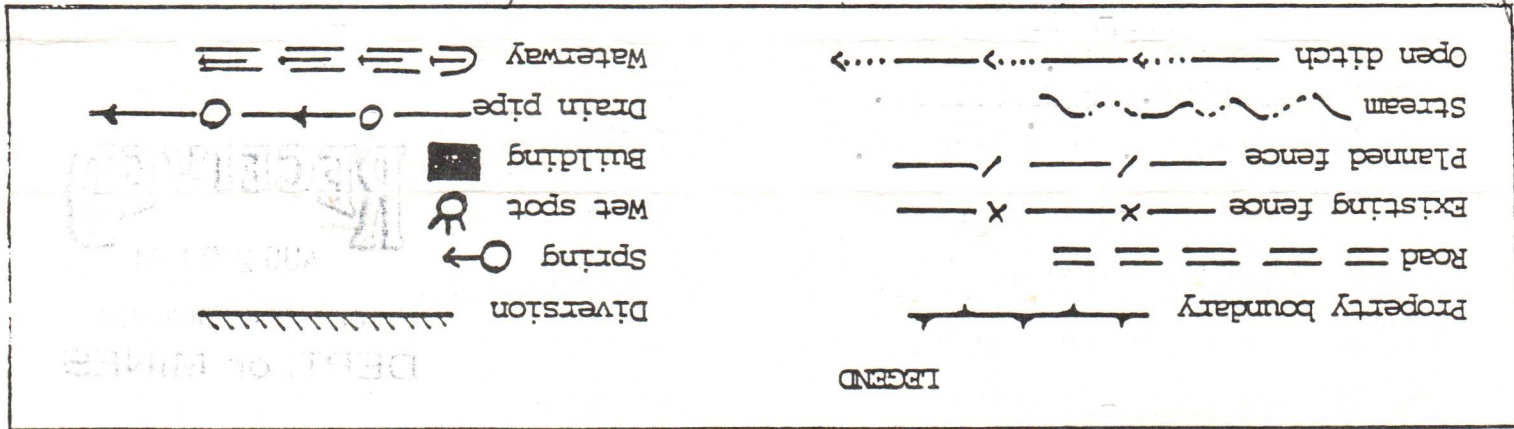 LEGEND
Property boundary
Road
Existing fence
Planned fence
Stream
Open ditch
Diversion
Spring
Wet spot
Building
Drain pipe
Waterway
DEPT. OF MINES